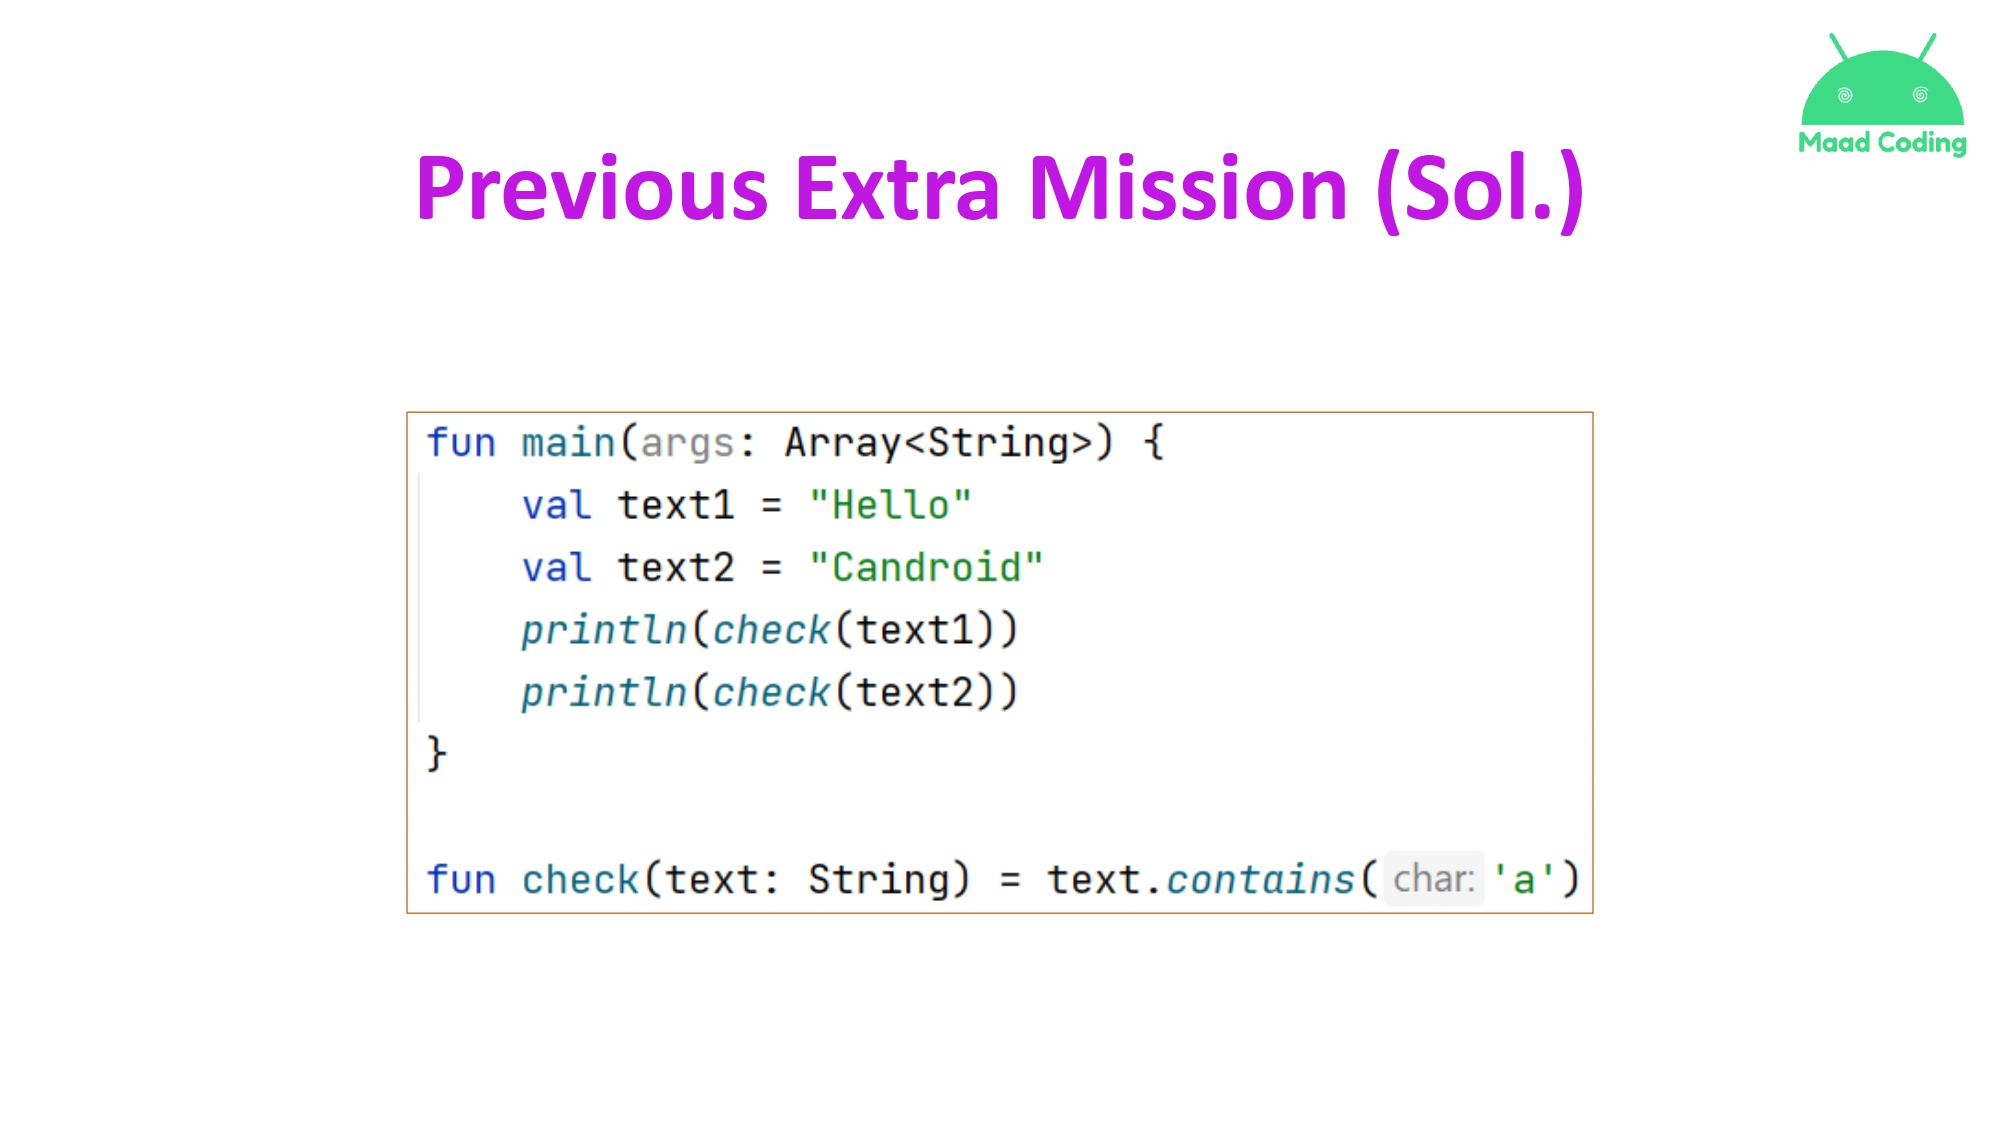 Maad Coding
Previous Extra Mission (Sol.)
fun main(args: Array<String>) {
val text1 = "Hello"
val text2 = "Candroid"
println(check(text1))
println(check(text2))
}
fun check(text: String) = text.contains( char: 'a')